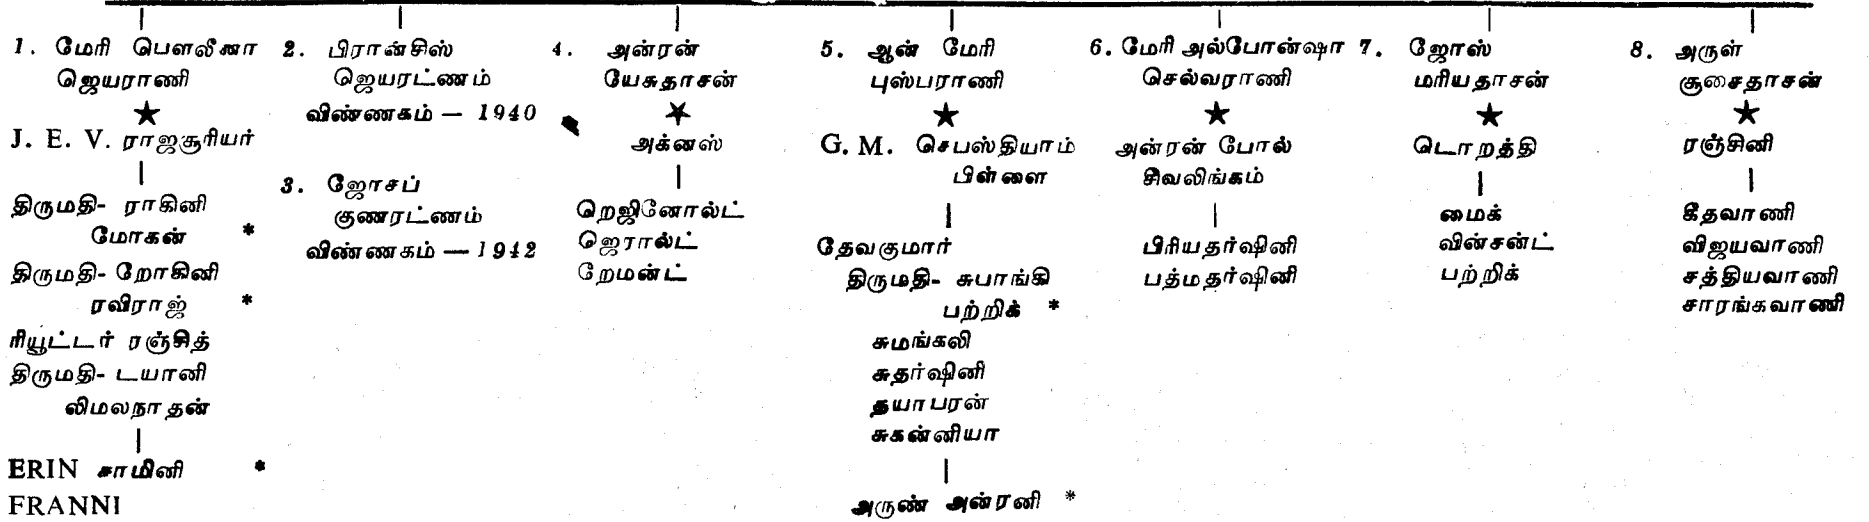 1. மேரி பௌலீனா
ஜெயராணி
★
J. E. V. ராஜசூரியர்
திருமதி- ராகினி
மோகன் *
திருமதி- றோகினி
ரவிராஜ் *
ரியூட்டர் ரஞ்சித்
திருமதி- டயானி
லிமலநாதன்
ERIN சாமினி *
FRANNI
2. பிரான்சிஸ்
ஜெயரட்ணம்
விண்ணகம் — 1940
3. ஜோசப்
குணரட்ணம்
விண்ணகம் — 1942
4. அன்ரன்
யேசுதாசன்
★
அக்னஸ்
றெஜினோல்ட்
ஜெரால்ட்
றேமன்ட்
5. ஆன் மேரி
புஸ்பராணி
★
G. M. செபஸ்தியாம்
பிள்ளை
தேவகுமார்
திருமதி- சுபாங்கி
பற்றிக் *
சுமங்கலி
சுதர்ஷினி
தயாபரன்
சுகன்னியா
அருண் அன்ரனி *
6. மேரி அல்போன்ஷா
செல்வராணி
★
அன்ரன் போல்
சிவலிங்கம்
பிரியதர்ஷினி
பத்மதர்ஷினி
7. ஜோஸ்
மரியதாசன்
★
டொறத்தி
மைக்
வின்சன்ட்
பற்றிக்
8. அருள்
சூசைதாசன்
★
ரஞ்சினி
கீதவாணி
விஜயவாணி
சத்தியவாணி
சாரங்கவாணி